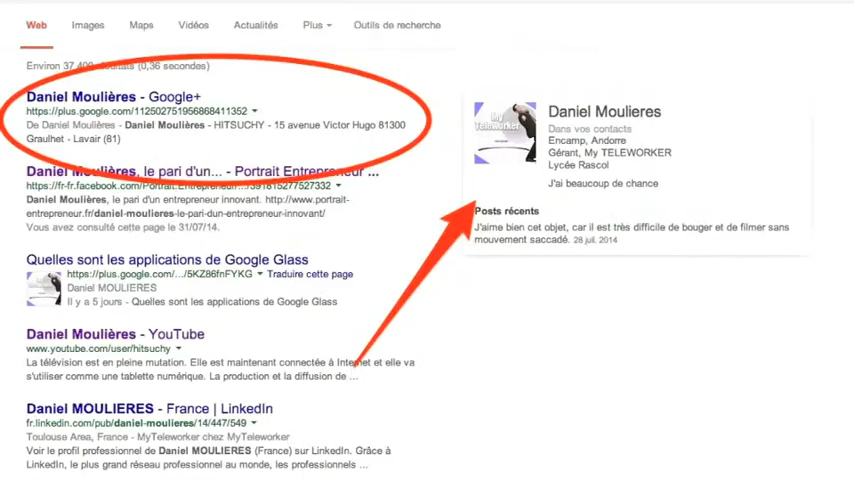 Web Images Maps Vidéos Actualités Plus Outils de recherche
Environ 37 400 résultats (0,36 secondes)
Daniel Moulières - Google+
https://plus.google.com/112502751956868411352
De Daniel Moulières - Daniel Moulières - HITSUCHY - 15 avenue Victor Hugo 81300
Graulhet - Lavair (81)
Daniel Moulières, le pari d'un... - Portrait Entrepreneur ...
https://fr-fr.facebook.com/Portrait.Entrepreneur/.../391815277527332
Daniel Moulières, le pari d'un entrepreneur innovant. http://www.portrait-
entrepreneur.fr/daniel-moulieres-le-pari-dun-entrepreneur-innovant/
Vous avez consulté cette page le 31/07/14.
Quelles sont les applications de Google Glass
https://plus.google.com/.../5KZ86fnFYKG Traduire cette page
Daniel MOULIERES
Il y a 5 jours - Quelles sont les applications de Google Glass
Daniel Moulières - YouTube
www.youtube.com/user/hitsuchy
La télévision est en pleine mutation. Elle est maintenant connectée à Internet et elle va
s'utiliser comme une tablette numérique. La production et la diffusion de ...
Daniel MOULIERES - France | LinkedIn
fr.linkedin.com/pub/daniel-moulieres/14/447/549
Toulouse Area, France - MyTeleworker chez MyTeleworker
Voir le profil professionnel de Daniel MOULIERES (France) sur LinkedIn. Grâce à
LinkedIn, le plus grand réseau professionnel au monde, les professionnels ...
My
TeleWorker
Daniel Moulieres
Dans vos contacts
Encamp, Andorre
Gérant, My TELEWORKER
Lycée Rascol
J'ai beaucoup de chance
Posts récents
J'aime bien cet objet, car il est très difficile de bouger et de filmer sans
mouvement saccadé. 28 juil. 2014